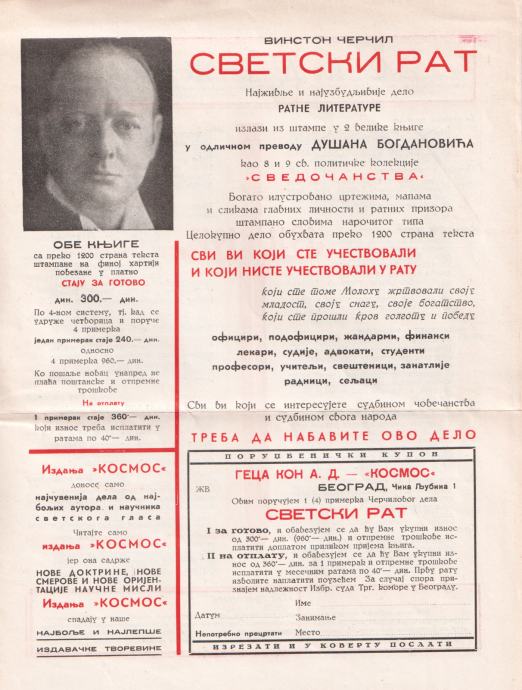 ВИНСТОН ЧЕРЧИЛ
СВЕТСКИ РАТ
Најживље и најузбудљивије дело
РАТНЕ ЛИТЕРАТУРЕ
излази из штампе у 2 велике књиге
у одличном преводу ДУШАНА БОГДАНОВИЋА
као 8 и 9 св. политичке колекције
»СВЕДОЧАНСТВА«
Богато илустровано цртежима, мапама
и сликама главних личности и ратних призора
штампано словима нарочитог типа
Целокупно дело обухвата преко 1200 страна текста
СВИ ВИ КОЈИ СТЕ УЧЕСТВОВАЛИ
И КОЈИ НИСТЕ УЧЕСТВОВАЛИ У РАТУ
који сте томе Молоху жртвовали своју
младост, своју снагу, своје богатство,
који сте прошли кроз голготу и победу
официри, подофицири, жандарми, финанси
лекари, судије, адвокати, студенти
професори, учитељи, свештеници, занатлије
радници, сељаци
Сви ви који се интересујете судбином човечанства
и судбином свога народа
ТРЕБА ДА НАБАВИТЕ ОВО ДЕЛО
ОБЕ КЊИГЕ
са преко 1200 страна текста
штампане на финој хартији
повезане у платно
СТАЈУ ЗА ГОТОВО
дин. 300.— дин.
По 4-ном систему, тј. кад се
удруже четворица и поруче
4 примерка
један примерак стаје 240.— дин.
односно
4 примерка 960.— дин.
Ко пошаље новац унапред не
плаћа поштанске и отпремне
трошкове
На отплату
1 примерак стаје 360·— дин.
који износ треба исплатити у
ратама по 40·— дин.
Издања »КОСМОС«
доносе само
најчувенија дела од нај-
бољих аутора и научника
светскога гласа
Читајте само
издања »КОСМОС«
јер она садрже
НОВЕ ДОКТРИНЕ, НОВЕ
СМЕРОВЕ И НОВЕ ОРИЈЕН-
ТАЦИЈЕ НАУЧНЕ МИСЛИ
Издања »КОСМОС«
спадају у наше
НАЈБОЉЕ И НАЈЛЕПШЕ
ИЗДАВАЧКЕ ТВОРЕВИНЕ
ПОРУЏБЕНИЧКИ КУПОН
ГЕЦА КОН А. Д. — «КОСМОС»
ЖВ БЕОГРАД, Чика Љубина 1
Овим поручујем 1 (4) примерка Черчиловог дела
СВЕТСКИ РАТ
I за готово, и обавезујем се да ћу Вам укупни износ
од 300·— дин. (960·— дин.) и отпремне трошкове ис-
платити доплатом приликом пријема књига.
II на отплату, и обавезујем се да ћу Вам укупни износ
од 360·— дин. за 1 примерак и отпремне трошкове
исплатити у месечним ратама по 40·— дин. Прву рату
изволите наплатити поузећем. За случај спора при-
знајем надлежност Избр. суда Трг. коморе у Београду.
Име
Датум Занимање
Непотребно прецртати Место
ИЗРЕЗАТИ И У КОВЕРТУ ПОСЛАТИ